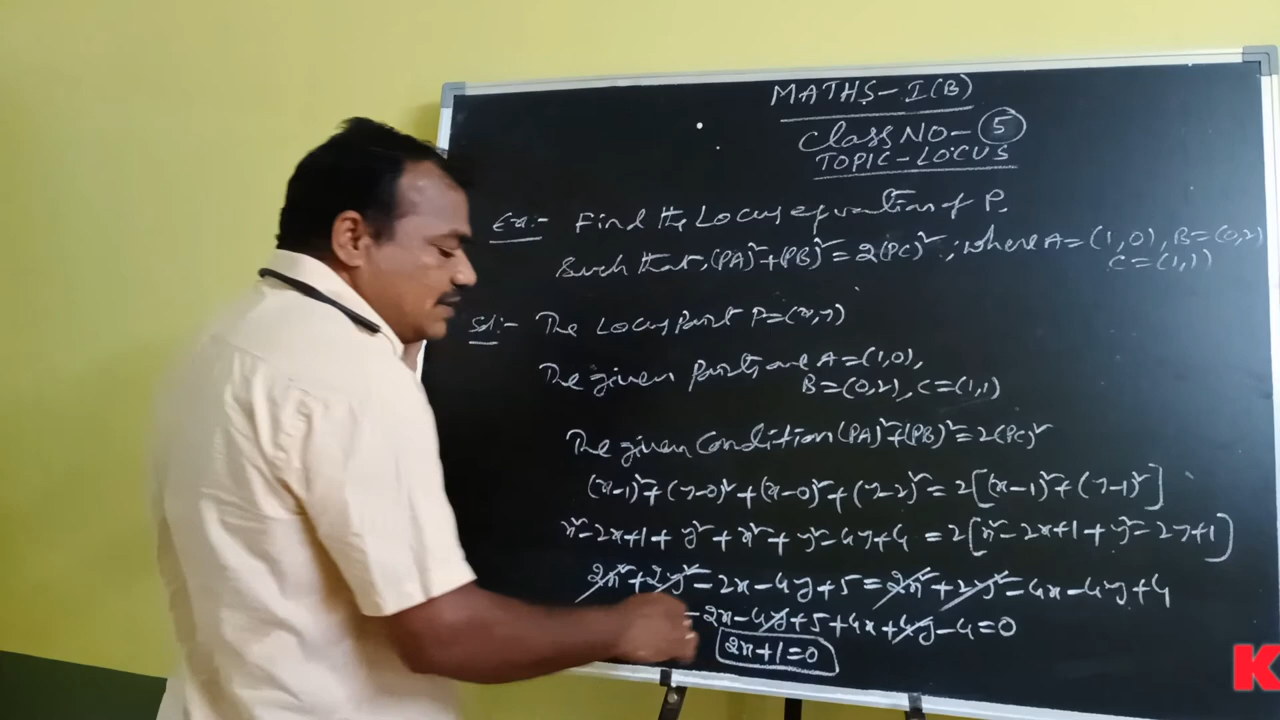 MATHS-I(B)
Class NO-5
TOPIC-LOCUS
Ex:- Find the Locus equation of P.
Such that, (PA)²+(PB)²=2(PC)², where A=(1,0), B=(0,2)
C=(1,1)
Sol:- The Locus Point P=(x,y)
The given Points are A=(1,0),
B=(0,2), C=(1,1)
The given Condition (PA)²+(PB)²=2(PC)²
(x-1)²+(y-0)²+(x-0)²+(y-2)²=2[(x-1)²+(y-1)²]
x²-2x+1+y²+x²+y²-4y+4=2[x²-2x+1+y²-2y+1]
2x²+2y²-2x-4y+5=2x²+2y²-4x-4y+4
-2x-4y+5+4x+4y-4=0
2x+1=0
K